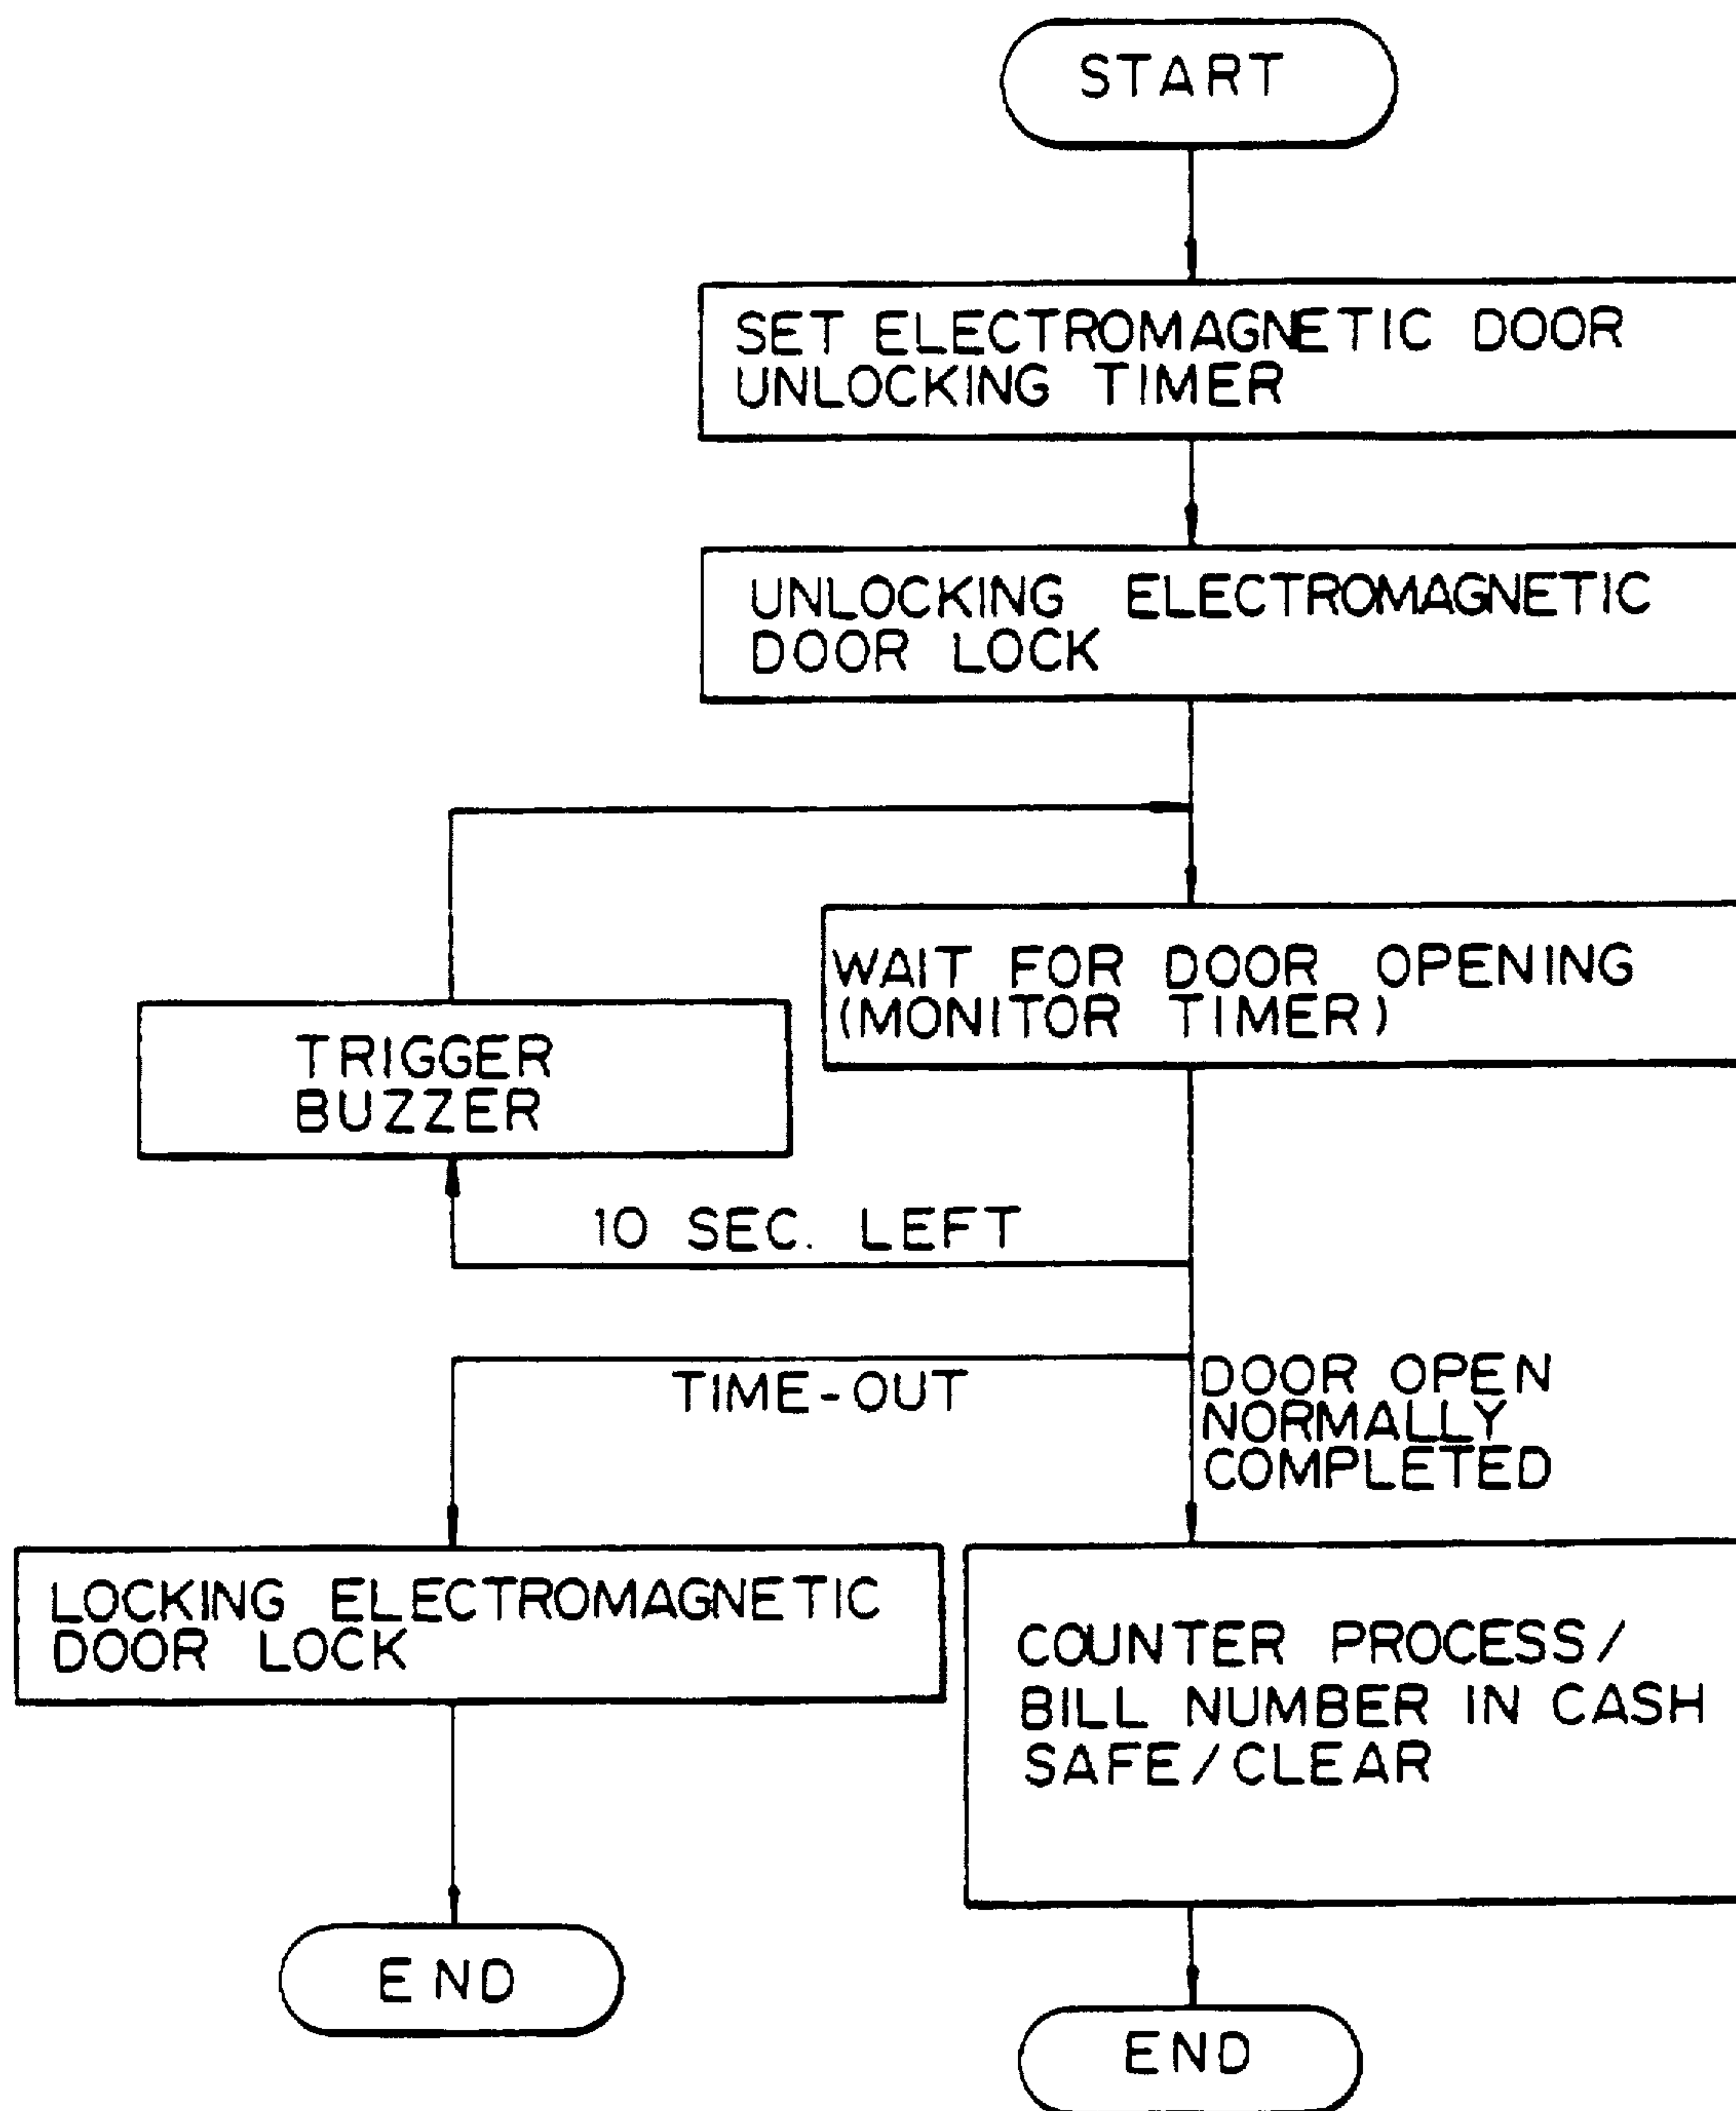 START
SET ELECTROMAGNETIC DOOR
UNLOCKING TIMER
UNLOCKING ELECTROMAGNETIC
DOOR LOCK
WAIT FOR DOOR OPENING
(MONITOR TIMER)
TRIGGER
BUZZER
10 SEC. LEFT
TIME-OUT
DOOR OPEN
NORMALLY
COMPLETED
LOCKING ELECTROMAGNETIC
DOOR LOCK
COUNTER PROCESS/
BILL NUMBER IN CASH
SAFE/CLEAR
END
END